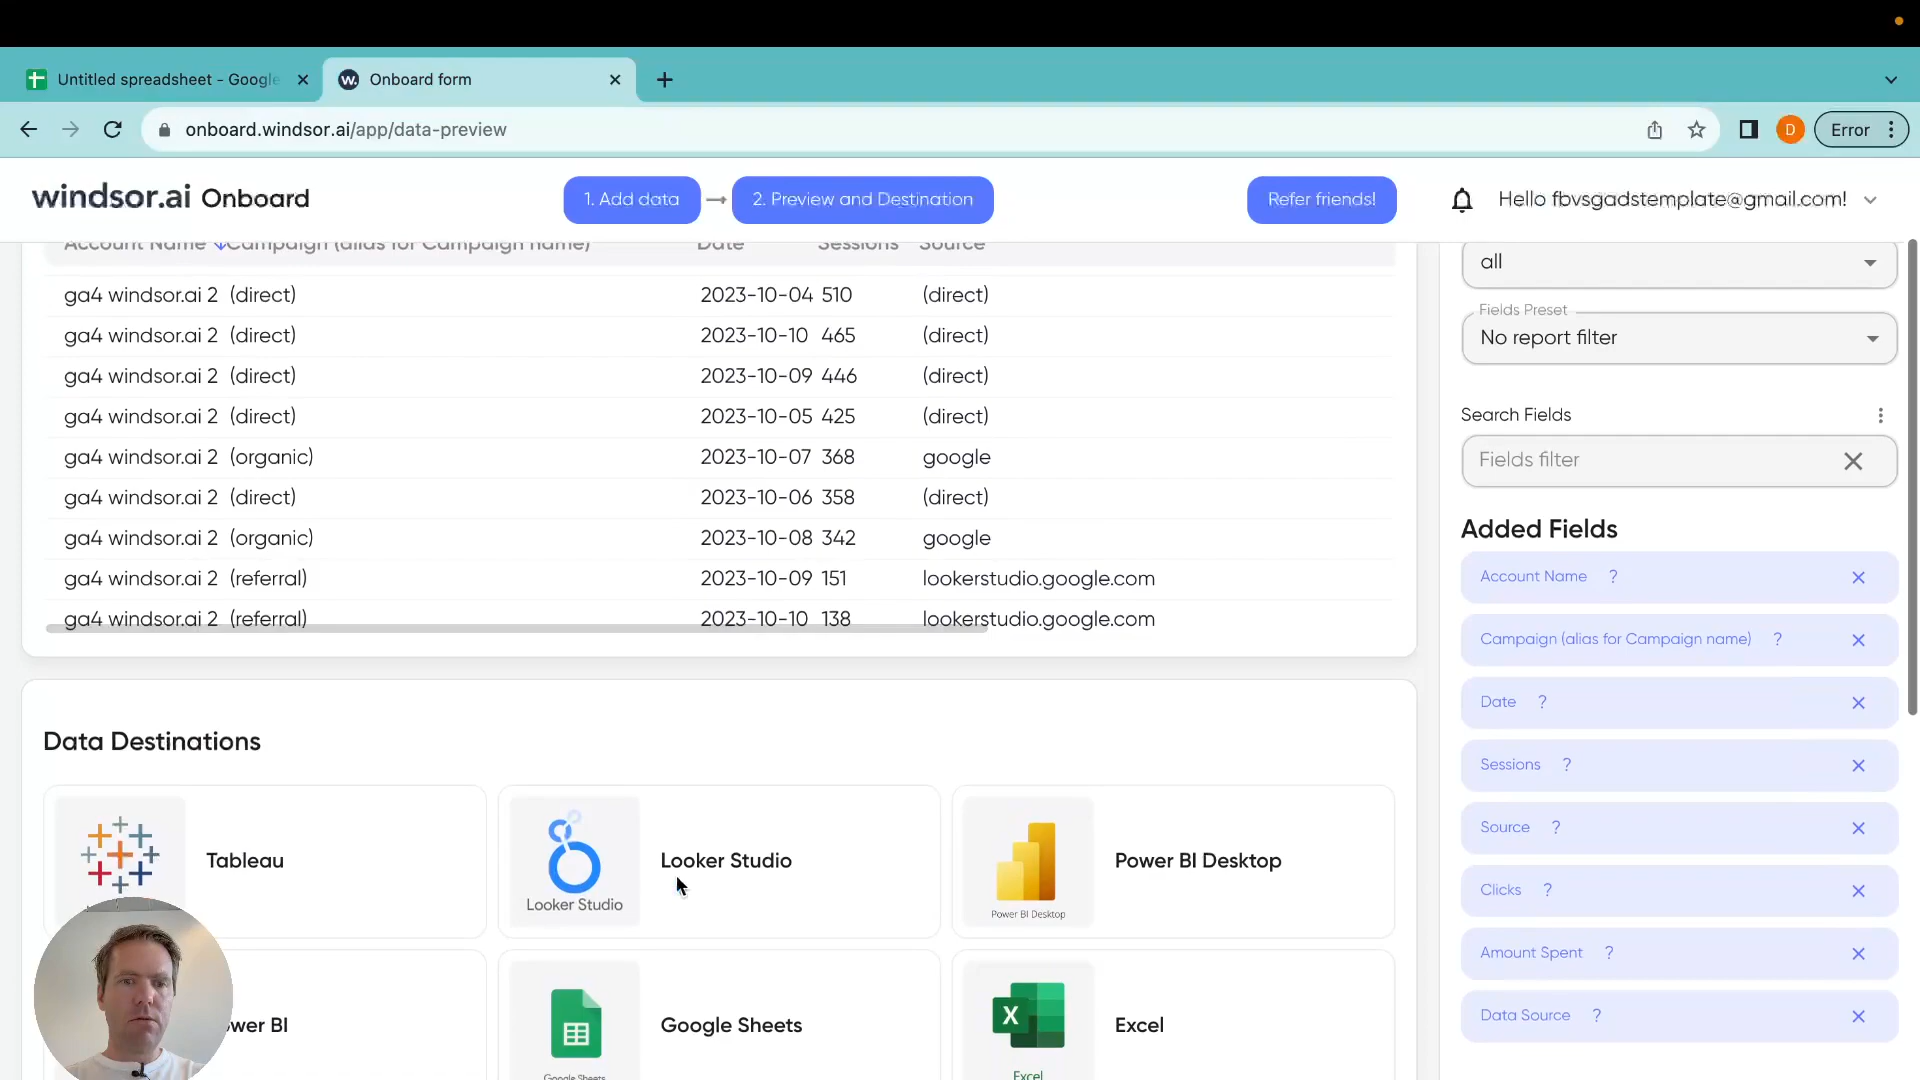 Untitled spreadsheet - Google
Onboard form
onboard.windsor.ai/app/data-preview
D
Error
windsor.ai Onboard
1. Add data
2. Preview and Destination
Refer friends!
Hello fbvsgadstemplate@gmail.com!
Account Name Campaign (alias for Campaign name) Date Sessions Source
ga4 windsor.ai 2 (direct) 2023-10-04 510 (direct)
ga4 windsor.ai 2 (direct) 2023-10-10 465 (direct)
ga4 windsor.ai 2 (direct) 2023-10-09 446 (direct)
ga4 windsor.ai 2 (direct) 2023-10-05 425 (direct)
ga4 windsor.ai 2 (organic) 2023-10-07 368 google
ga4 windsor.ai 2 (direct) 2023-10-06 358 (direct)
ga4 windsor.ai 2 (organic) 2023-10-08 342 google
ga4 windsor.ai 2 (referral) 2023-10-09 151 lookerstudio.google.com
ga4 windsor.ai 2 (referral) 2023-10-10 138 lookerstudio.google.com
Data Destinations
Tableau
Looker Studio
Looker Studio
Power BI Desktop
Power BI Desktop
wer BI
Google Sheets
Google Sheets
Excel
Excel
all
Fields Preset
No report filter
Search Fields
Fields filter
Added Fields
Account Name ?
Campaign (alias for Campaign name) ?
Date ?
Sessions ?
Source ?
Clicks ?
Amount Spent ?
Data Source ?